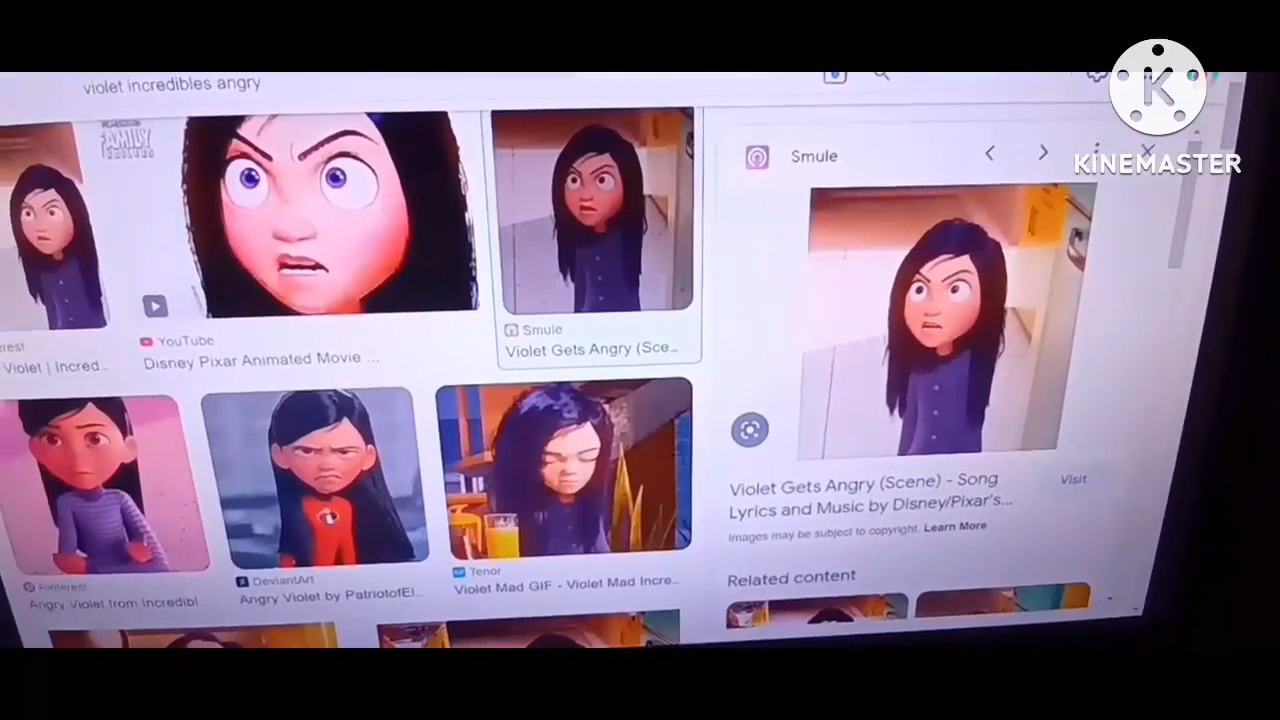 violet incredibles angry
KINEMASTER
FAMILY
Smule
YouTube
Disney Pixar Animated Movie ...
Smule
Violet Gets Angry (Sce...
Violet | Incred...
Violet Gets Angry (Scene) - Song
Lyrics and Music by Disney/Pixar's...
Visit
Images may be subject to copyright. Learn More
Pinterest
Angry Violet from Incredibl...
DeviantArt
Angry Violet by PatriotofEl...
Tenor
Violet Mad GIF - Violet Mad Incre...
Related content